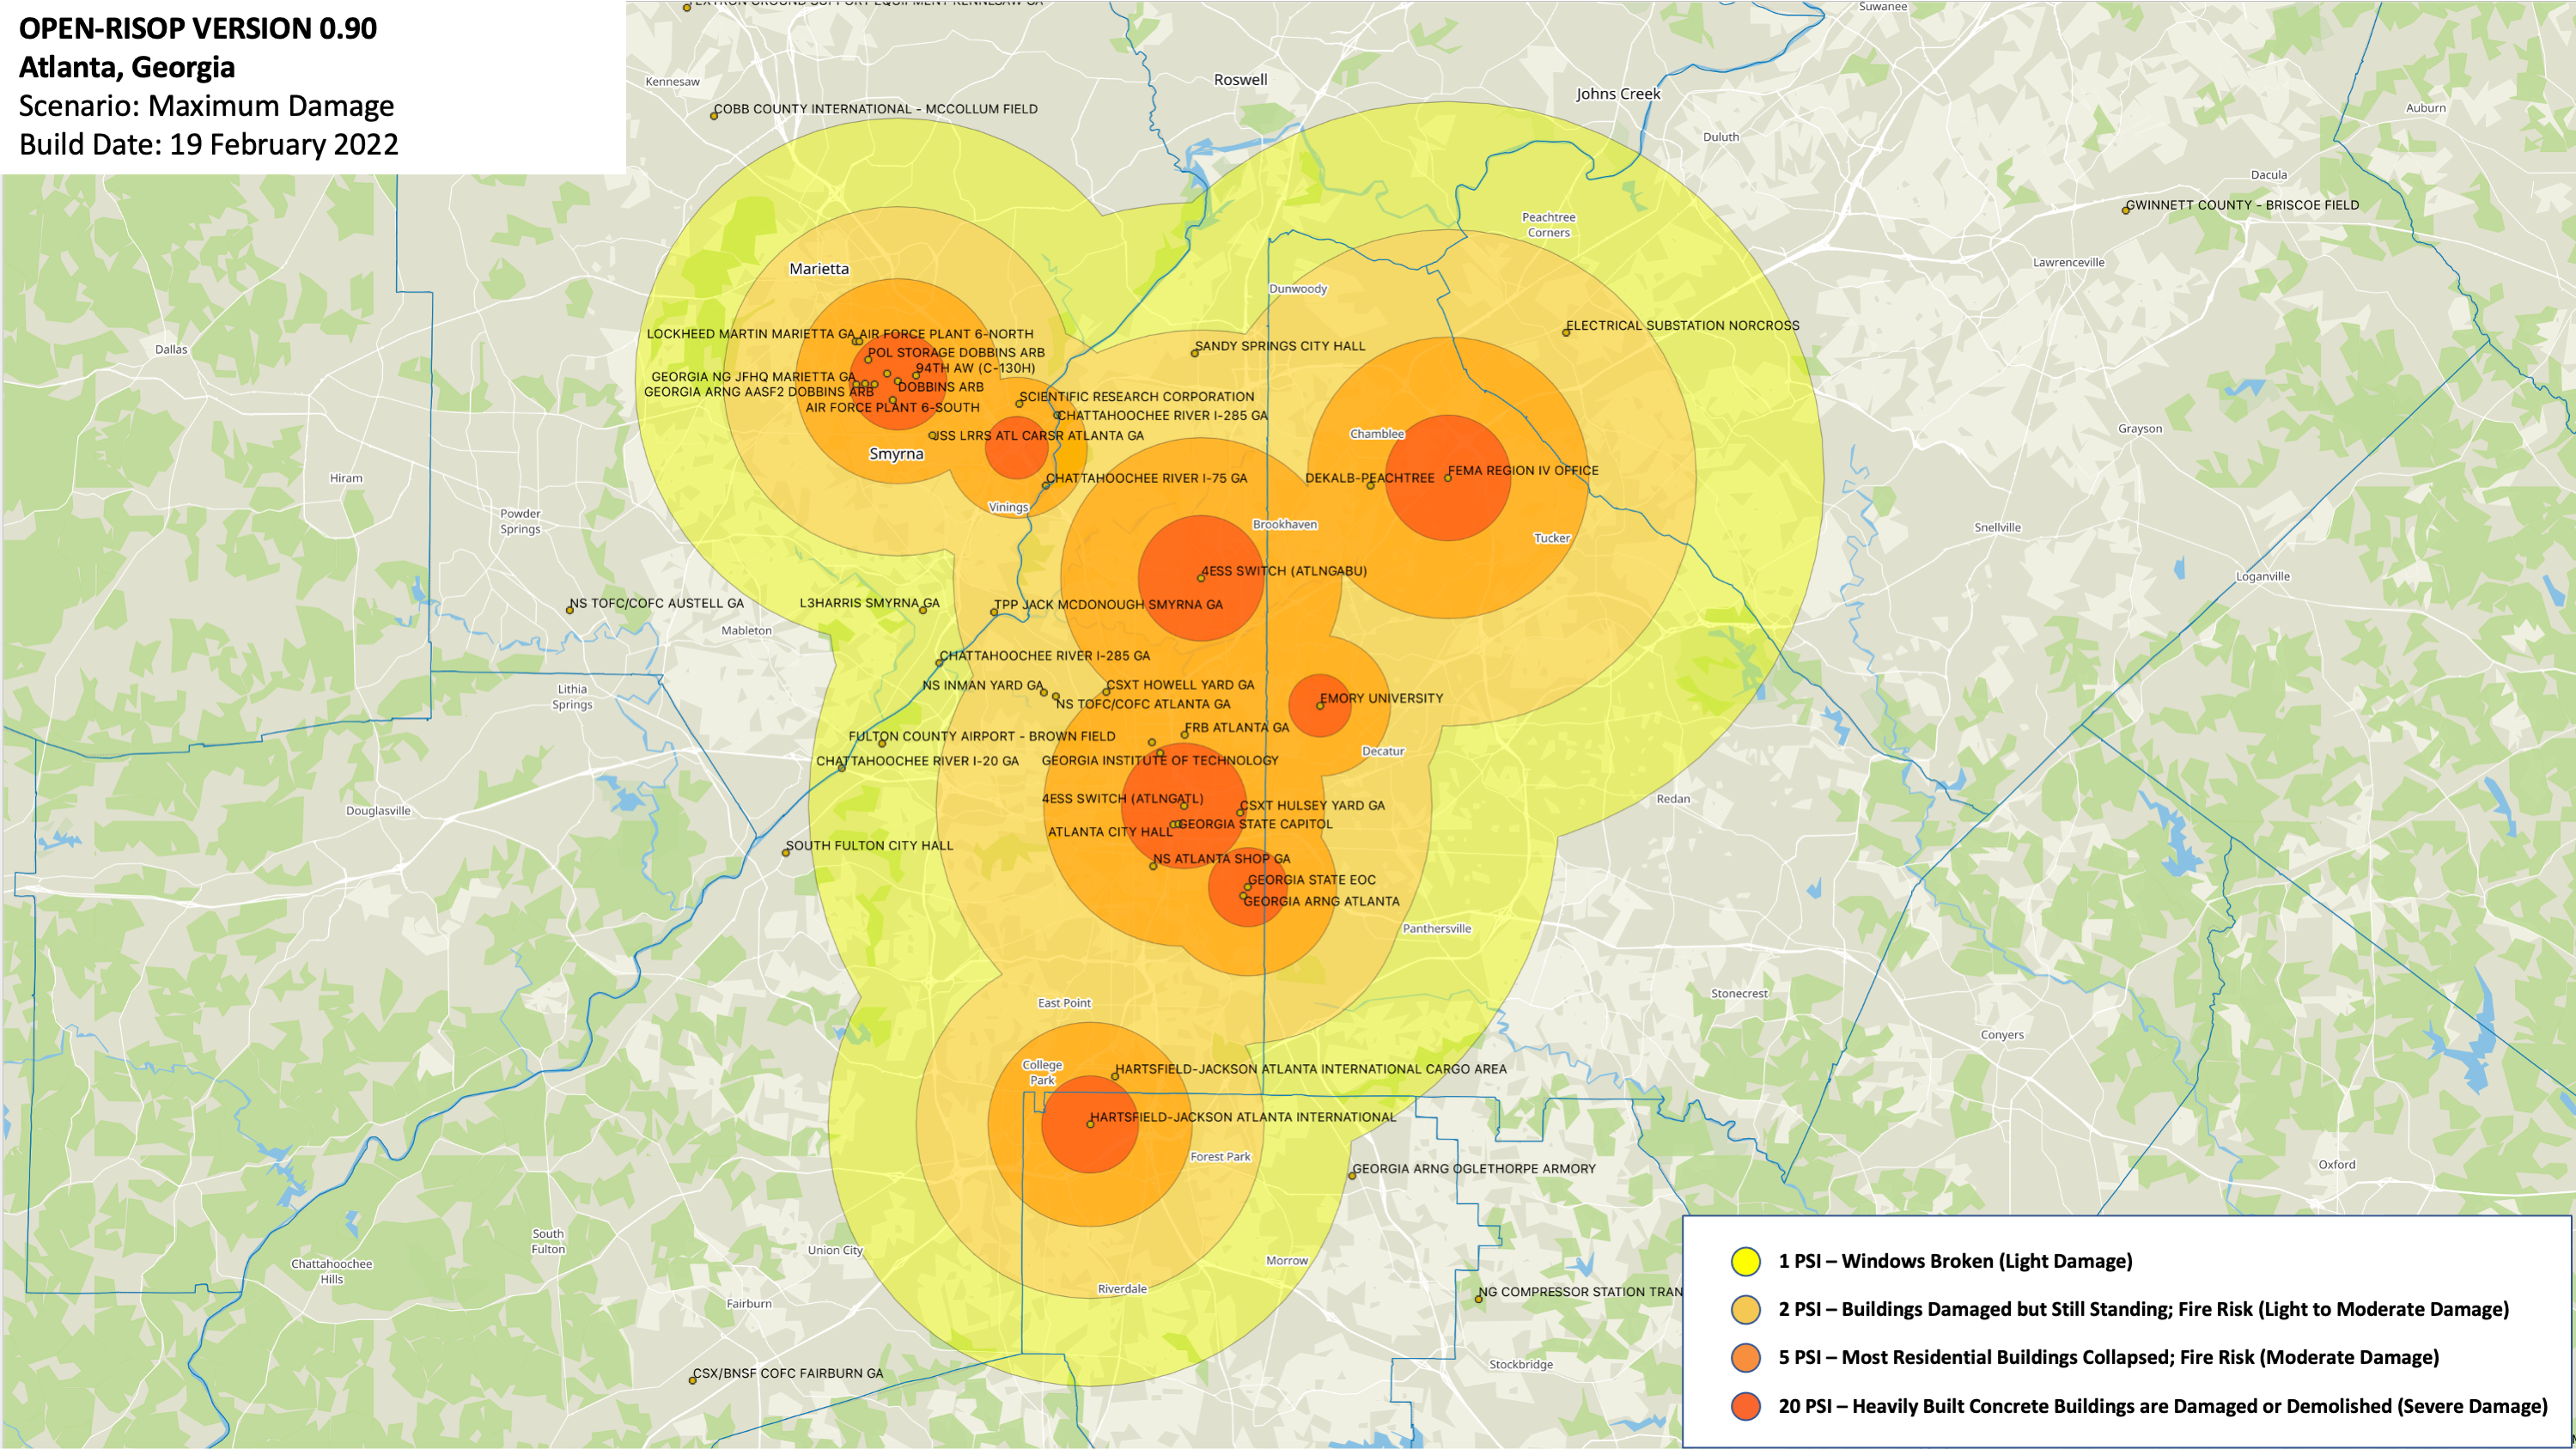 OPEN-RISOP VERSION 0.90
Atlanta, Georgia
Scenario: Maximum Damage
Build Date: 19 February 2022
TEXTRON GROUND SUPPORT EQUIPMENT KENNESAW GA
Suwanee
Kennesaw
Roswell
Johns Creek
COBB COUNTY INTERNATIONAL - MCCOLLUM FIELD
Auburn
Duluth
Dacula
GWINNETT COUNTY - BRISCOE FIELD
Peachtree
Corners
Lawrenceville
Marietta
Dunwoody
ELECTRICAL SUBSTATION NORCROSS
LOCKHEED MARTIN MARIETTA GA
AIR FORCE PLANT 6-NORTH
SANDY SPRINGS CITY HALL
Dallas
POL STORAGE DOBBINS ARB
94TH AW (C-130H)
GEORGIA NG JFHQ MARIETTA GA
DOBBINS ARB
GEORGIA ARNG AASF2 DOBBINS ARB
SCIENTIFIC RESEARCH CORPORATION
AIR FORCE PLANT 6-SOUTH
CHATTAHOOCHEE RIVER I-285 GA
Grayson
JSS LRRS ATL CARSR ATLANTA GA
Chamblee
Smyrna
FEMA REGION IV OFFICE
Hiram
CHATTAHOOCHEE RIVER I-75 GA
DEKALB-PEACHTREE
Vinings
Powder
Springs
Brookhaven
Snellville
Tucker
4ESS SWITCH (ATLNGABU)
Loganville
NS TOFC/COFC AUSTELL GA
L3HARRIS SMYRNA GA
TPP JACK MCDONOUGH SMYRNA GA
Mableton
CHATTAHOOCHEE RIVER I-285 GA
Lithia
Springs
NS INMAN YARD GA
CSXT HOWELL YARD GA
NS TOFC/COFC ATLANTA GA
EMORY UNIVERSITY
FRB ATLANTA GA
FULTON COUNTY AIRPORT - BROWN FIELD
Decatur
CHATTAHOOCHEE RIVER I-20 GA
GEORGIA INSTITUTE OF TECHNOLOGY
Redan
Douglasville
4ESS SWITCH (ATLNGATL)
CSXT HULSEY YARD GA
ATLANTA CITY HALL
GEORGIA STATE CAPITOL
SOUTH FULTON CITY HALL
NS ATLANTA SHOP GA
GEORGIA STATE EOC
GEORGIA ARNG ATLANTA
Panthersville
Stonecrest
East Point
Conyers
College
Park
HARTSFIELD-JACKSON ATLANTA INTERNATIONAL CARGO AREA
HARTSFIELD-JACKSON ATLANTA INTERNATIONAL
Forest Park
GEORGIA ARNG OGLETHORPE ARMORY
Oxford
South
Fulton
Union City
Morrow
Chattahoochee
Hills
Riverdale
NG COMPRESSOR STATION TRAN
Fairburn
Stockbridge
CSX/BNSF COFC FAIRBURN GA
1 PSI – Windows Broken (Light Damage)
2 PSI – Buildings Damaged but Still Standing; Fire Risk (Light to Moderate Damage)
5 PSI – Most Residential Buildings Collapsed; Fire Risk (Moderate Damage)
20 PSI – Heavily Built Concrete Buildings are Damaged or Demolished (Severe Damage)